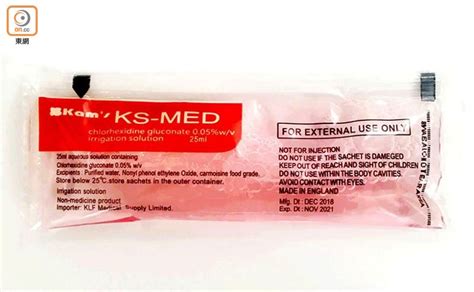 on.cc
東網
Kam's KS-MED
chlorhexidine gluconate 0.05%w/v
irrigation solution 25ml
25ml aqueous solution containing
Chlorhexidine gluconate 0.05% w/v
Excipients : Purified water, Nonyl phenol ethylene Oxide, carmoisine food grade.
Store below 25°C. store sachets in the outer container.
Irrigation solution
Non-medicine product
Importer: KLF Medical Supply Limited.
FOR EXTERNAL USE ONLY
NOT FOR INJECTION
DO NOT USE IF THE SACHET IS DAMAGED
KEEP OUT OF REACH AND SIGHT OF CHILDREN
DO NOT USE WITHIN THE BODY CAVITIES.
AVOID CONTACT WITH EYES.
MADE IN ENGLAND
Mfg. Dt : DEC 2018
Exp. Dt : NOV 2021